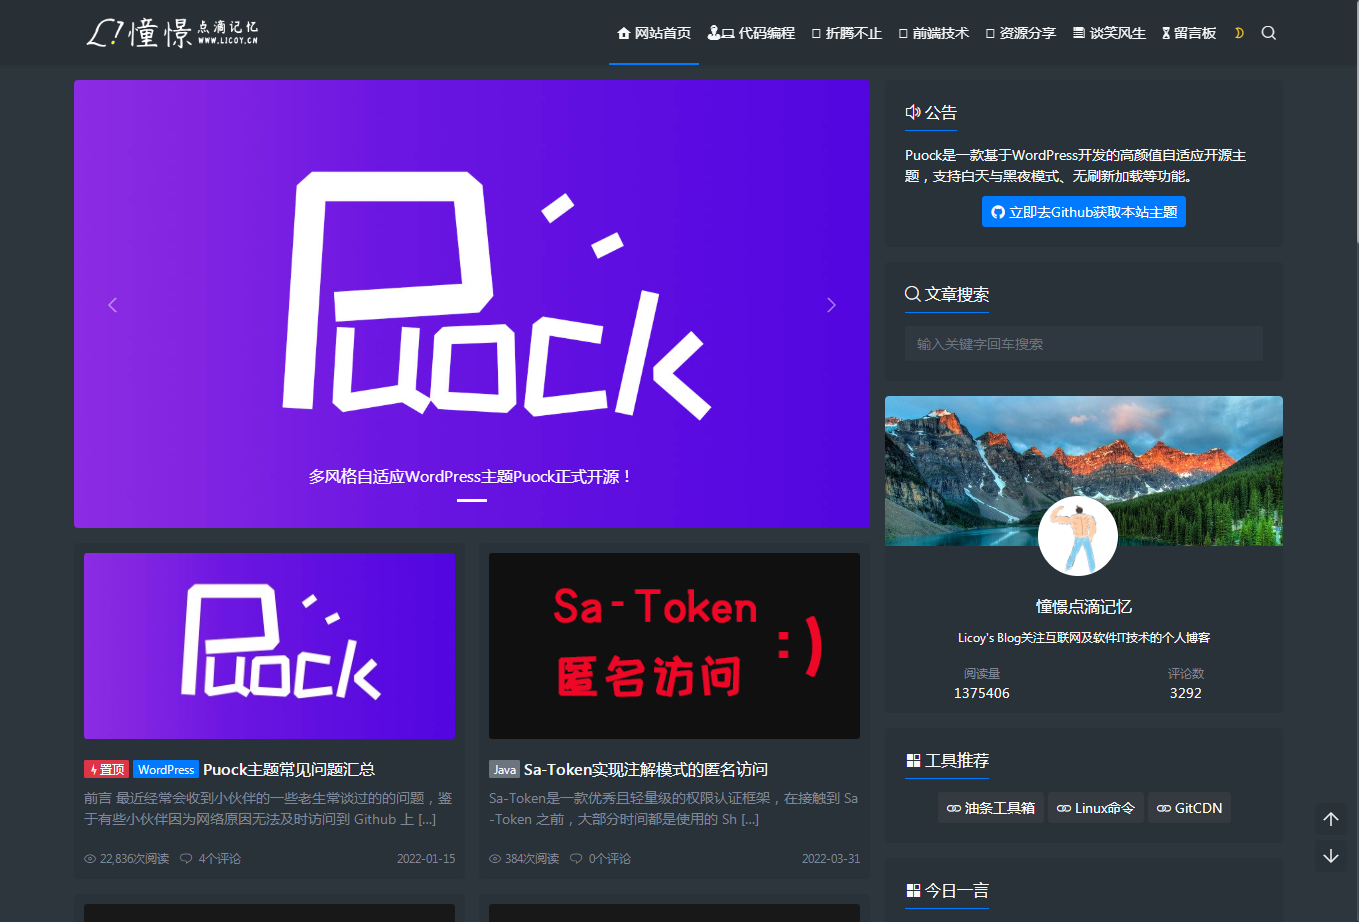 憧憬点滴记忆
WWW.LICOY.CN
网站首页 代码编程 折腾不止 前端技术 资源分享 谈笑风生 留言板
Puock
多风格自适应WordPress主题Puock正式开源！
公告
Puock是一款基于WordPress开发的高颜值自适应开源主
题，支持白天与黑夜模式、无刷新加载等功能。
立即去Github获取本站主题
文章搜索
输入关键字回车搜索
憧憬点滴记忆
Licoy's Blog关注互联网及软件IT技术的个人博客
阅读量 评论数
1375406 3292
Puock
置顶 WordPress Puock主题常见问题汇总
前言 最近经常会收到小伙伴的一些老生常谈过的的问题，鉴
于有些小伙伴因为网络原因无法及时访问到 Github 上 [...]
22,836次阅读 4个评论 2022-01-15
Sa-Token
匿名访问 :)
Java Sa-Token实现注解模式的匿名访问
Sa-Token是一款优秀且轻量级的权限认证框架，在接触到 Sa
-Token 之前，大部分时间都是使用的 Sh [...]
384次阅读 0个评论 2022-03-31
工具推荐
油条工具箱 Linux命令 GitCDN
今日一言